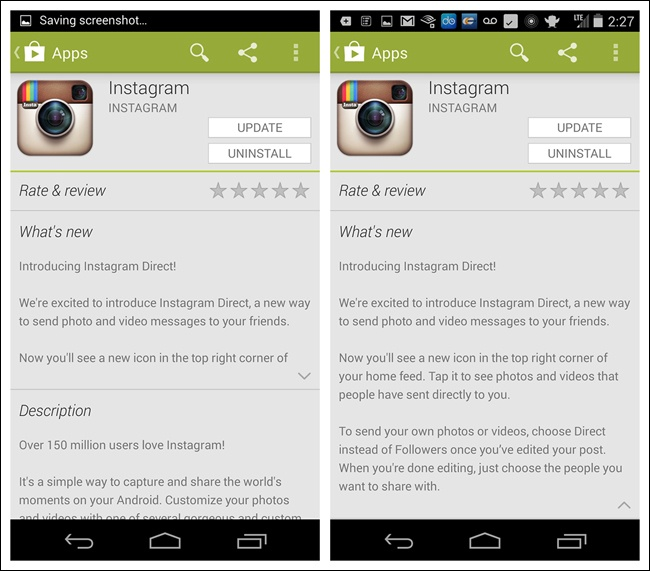 Saving screenshot...
Apps
Instagram
INSTAGRAM
UPDATE
UNINSTALL
Rate & review
What's new
Introducing Instagram Direct!
We're excited to introduce Instagram Direct, a new way
to send photo and video messages to your friends.
Now you'll see a new icon in the top right corner of
Description
Over 150 million users love Instagram!
It's a simple way to capture and share the world's
moments on your Android. Customize your photos
and videos with one of several gorgeous and custom
LTE 2:27
Apps
Instagram
INSTAGRAM
UPDATE
UNINSTALL
Rate & review
What's new
Introducing Instagram Direct!
We're excited to introduce Instagram Direct, a new way
to send photo and video messages to your friends.
Now you'll see a new icon in the top right corner of
your home feed. Tap it to see photos and videos that
people have sent directly to you.
To send your own photos or videos, choose Direct
instead of Followers once you've edited your post.
When you're done editing, just choose the people you
want to share with.